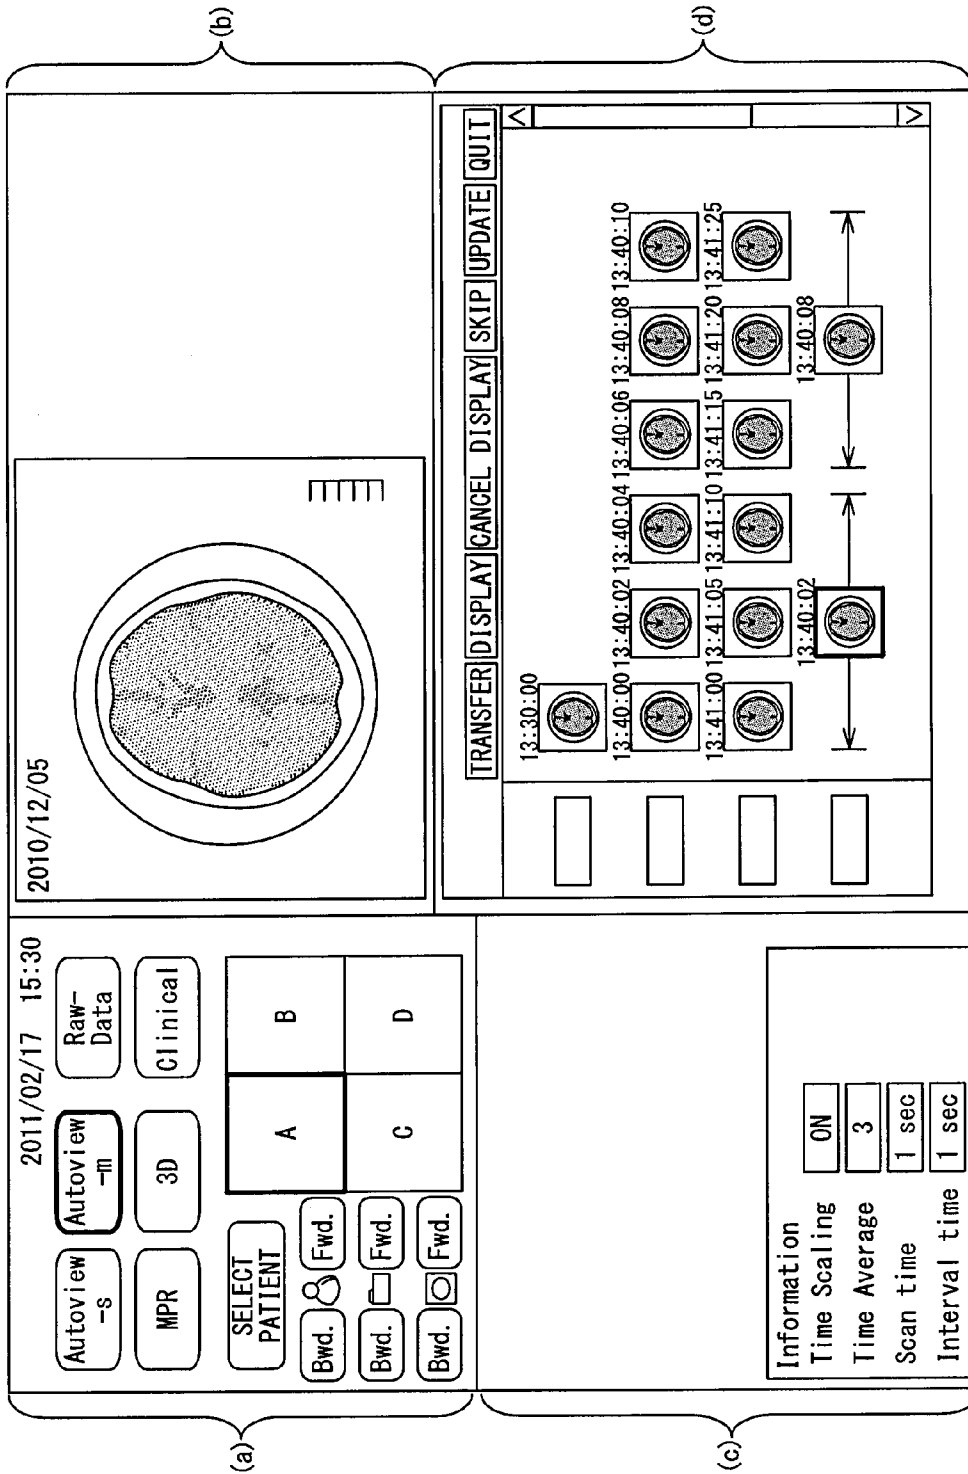 (a)
2011/02/17 15:30
Autoview
-s
Autoview
-m
Raw-
Data
MPR
3D
Clinical
SELECT
PATIENT
Bwd.
Fwd.
Bwd.
Fwd.
Bwd.
Fwd.
A
B
C
D
(b)
2010/12/05
(c)
Information
Time Scaling ON
Time Average 3
Scan time 1 sec
Interval time 1 sec
(d)
TRANSFER DISPLAY CANCEL DISPLAY SKIP UPDATE QUIT
13:30:00
13:40:00 13:40:02 13:40:04 13:40:06 13:40:08 13:40:10
13:41:00 13:41:05 13:41:10 13:41:15 13:41:20 13:41:25
13:40:02 13:40:08